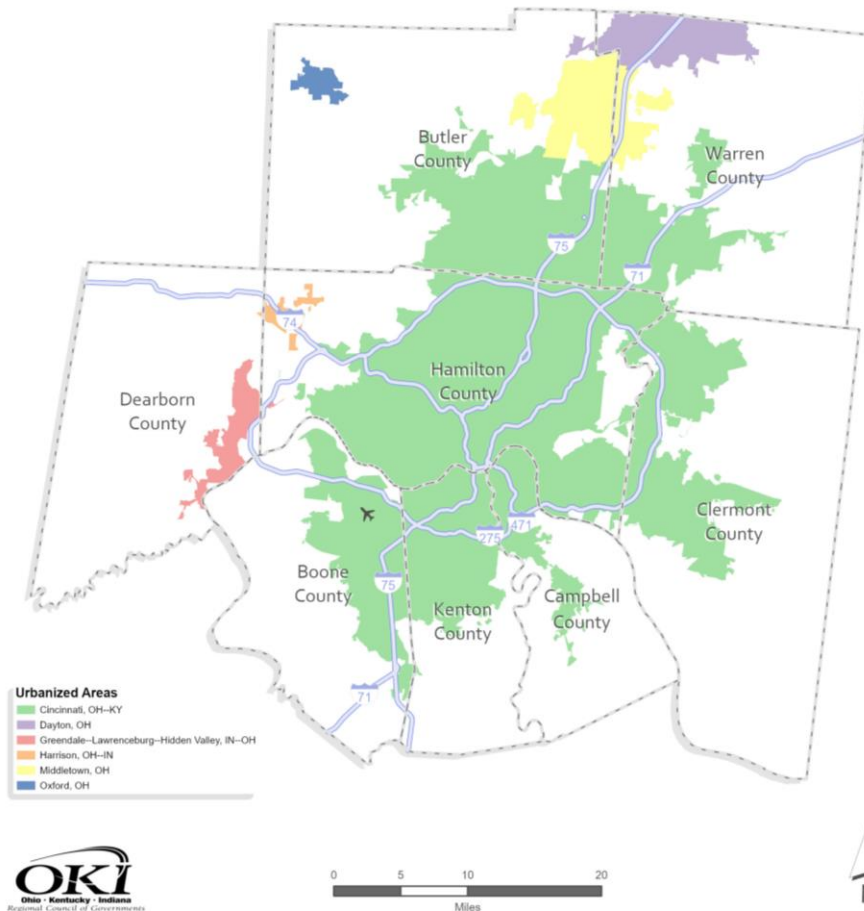 Butler
County
Warren
County
75
71
74
Hamilton
County
Dearborn
County
Clermont
County
471
275
Boone
County
75
Kenton
County
Campbell
County
71
Urbanized Areas
Cincinnati, OH--KY
Dayton, OH
Greendale--Lawrenceburg--Hidden Valley, IN--OH
Harrison, OH--IN
Middletown, OH
Oxford, OH
OKI
Ohio • Kentucky • Indiana
Regional Council of Governments
0 5 10 20
Miles